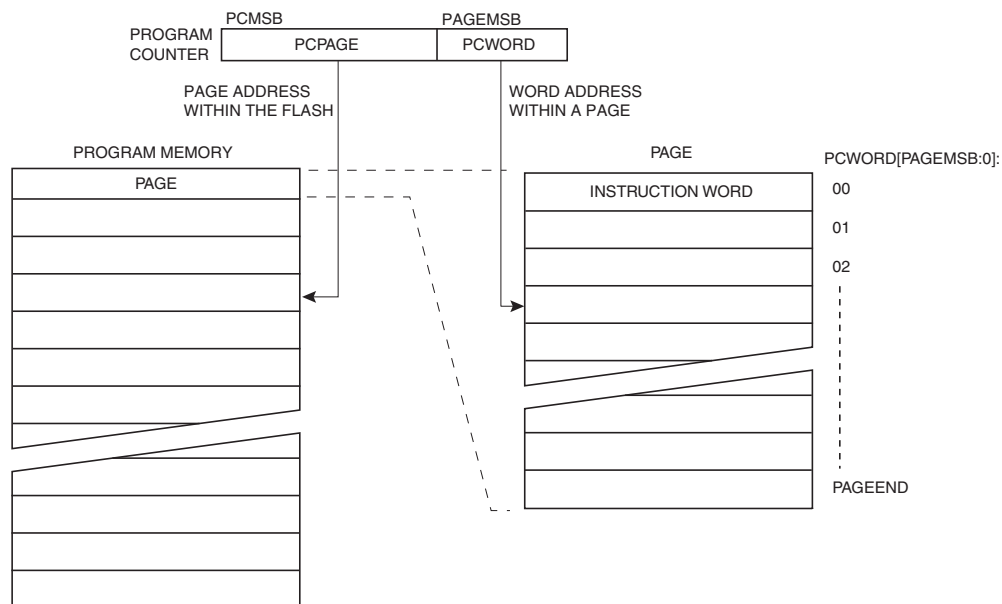 PCMSB PAGEMSB
PROGRAM
COUNTER
PCPAGE PCWORD
PAGE ADDRESS
WITHIN THE FLASH
WORD ADDRESS
WITHIN A PAGE
PROGRAM MEMORY
PAGE
PAGE
PCWORD[PAGEMSB:0]:
INSTRUCTION WORD
00
01
02
PAGEEND